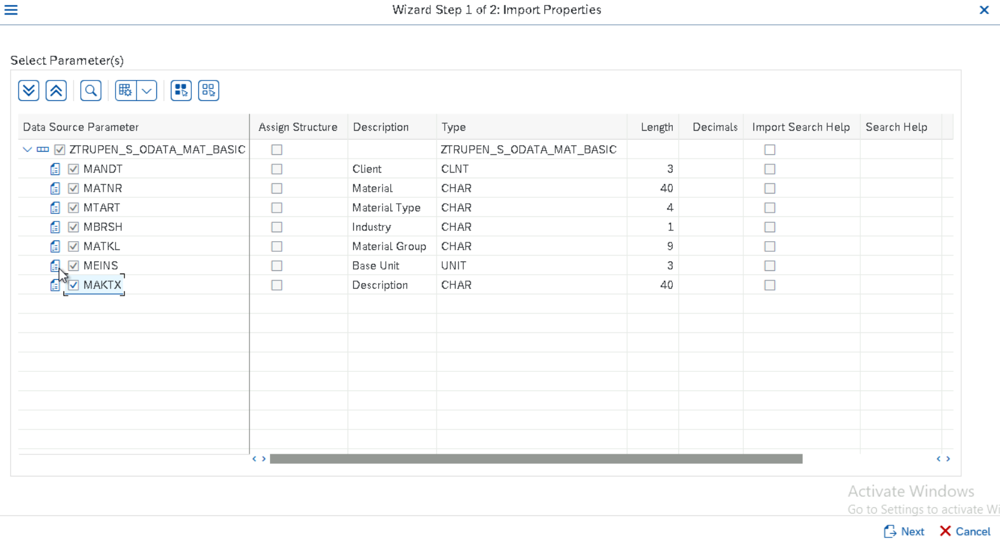 Wizard Step 1 of 2: Import Properties
Select Parameter(s)
Data Source Parameter Assign Structure Description Type Length Decimals Import Search Help Search Help
ZTRUPEN_S_ODATA_MAT_BASIC ZTRUPEN_S_ODATA_MAT_BASIC
MANDT Client CLNT 3
MATNR Material CHAR 40
MTART Material Type CHAR 4
MBRSH Industry CHAR 1
MATKL Material Group CHAR 9
MEINS Base Unit UNIT 3
MAKTX Description CHAR 40
Activate Windows
Go to Settings to activate Wi
Next Cancel